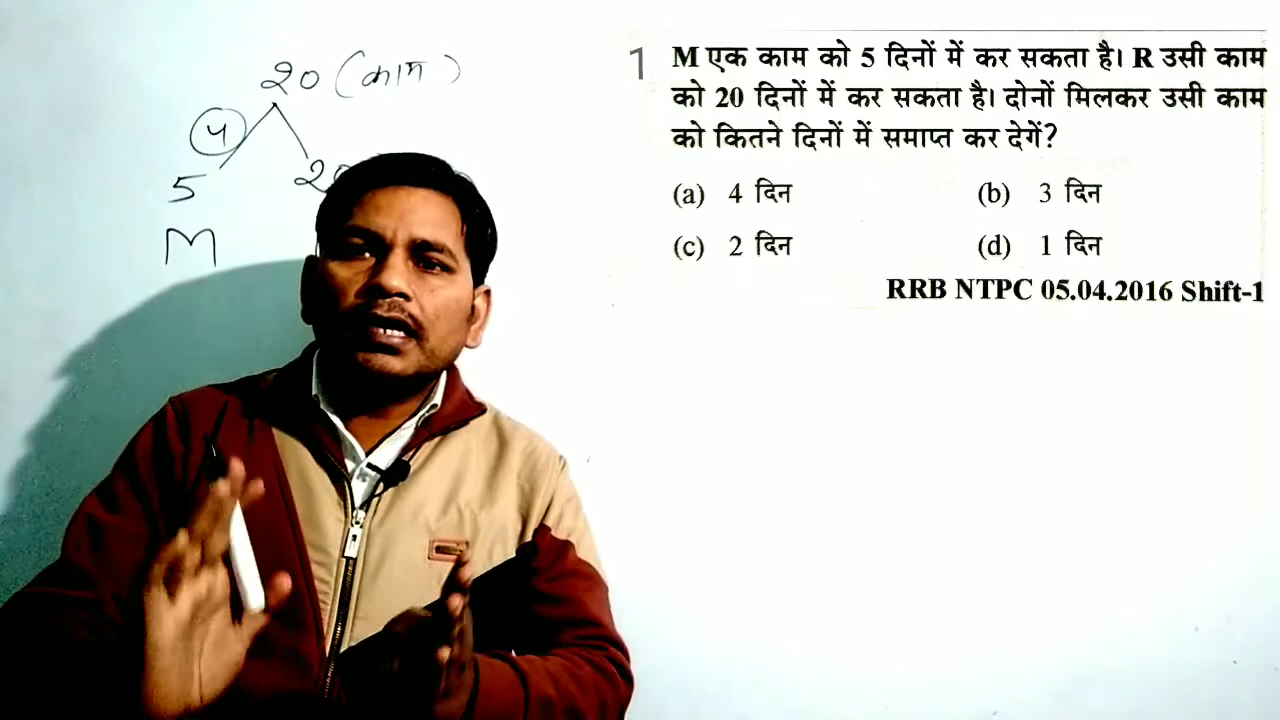 20 (काम)
4
5
M
1 M एक काम को 5 दिनों में कर सकता है। R उसी काम
को 20 दिनों में कर सकता है। दोनों मिलकर उसी काम
को कितने दिनों में समाप्त कर देगें?
(a) 4 दिन (b) 3 दिन
(c) 2 दिन (d) 1 दिन
RRB NTPC 05.04.2016 Shift-1